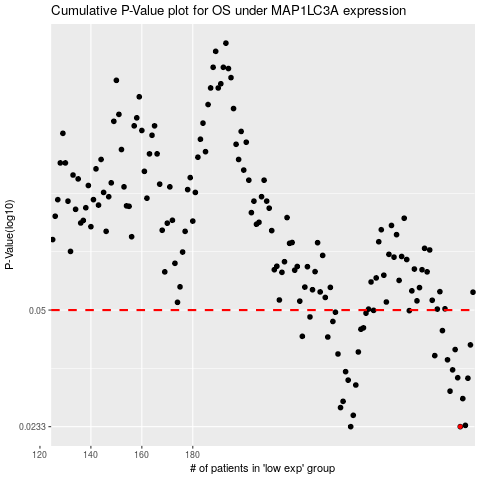 Cumulative P-Value plot for OS under MAP1LC3A expression
P-Value(log10)
0.05
0.0233
120 140 160 180
# of patients in 'low exp' group